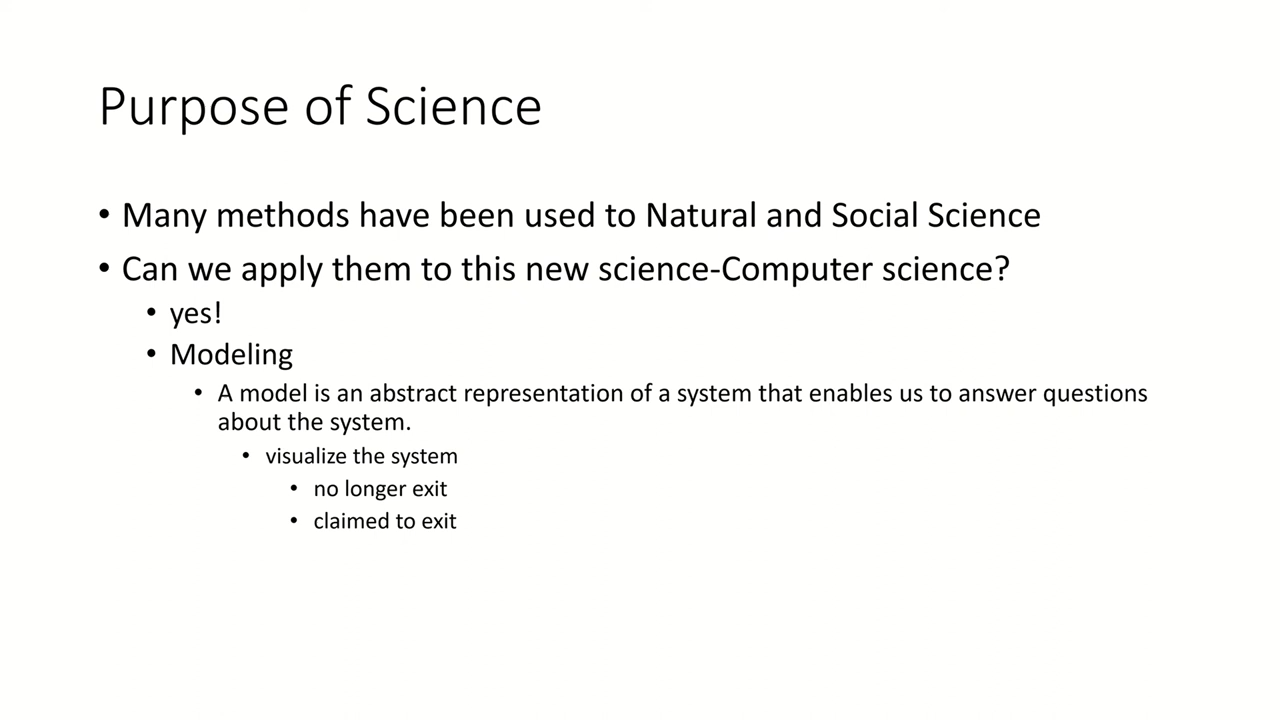 Purpose of Science
• Many methods have been used to Natural and Social Science
• Can we apply them to this new science-Computer science?
• yes!
• Modeling
• A model is an abstract representation of a system that enables us to answer questions
about the system.
• visualize the system
• no longer exit
• claimed to exit